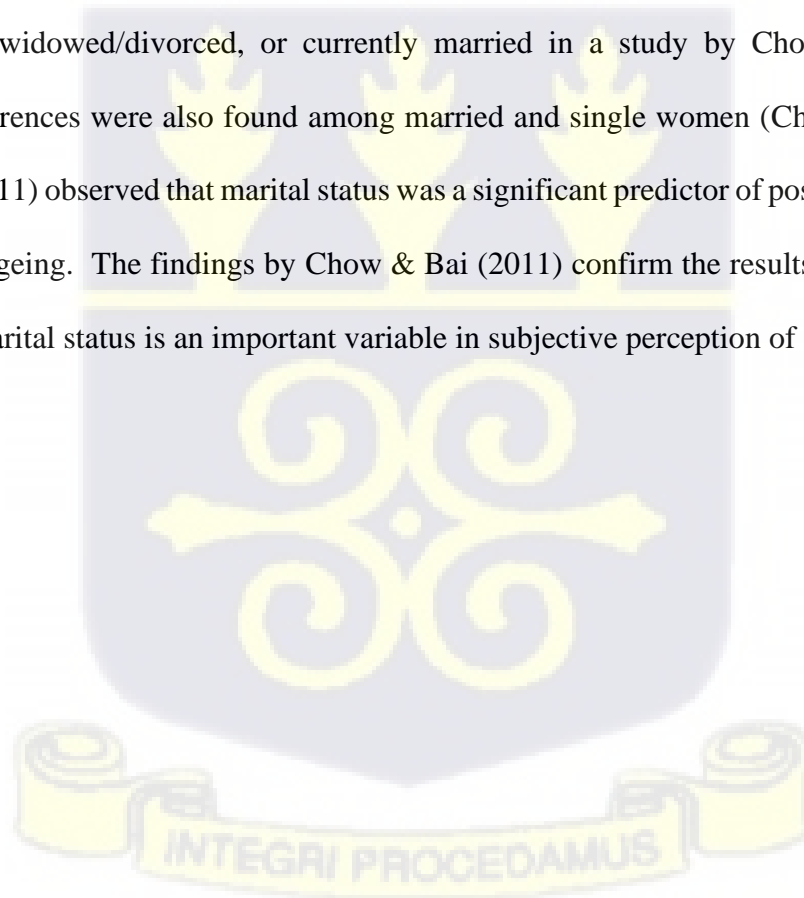 widowed/divorced, or currently married in a study by Cho
rences were also found among married and single women (Ch
11) observed that marital status was a significant predictor of pos
geing. The findings by Chow & Bai (2011) confirm the results
arital status is an important variable in subjective perception of
INTEGRI PROCEDAMUS